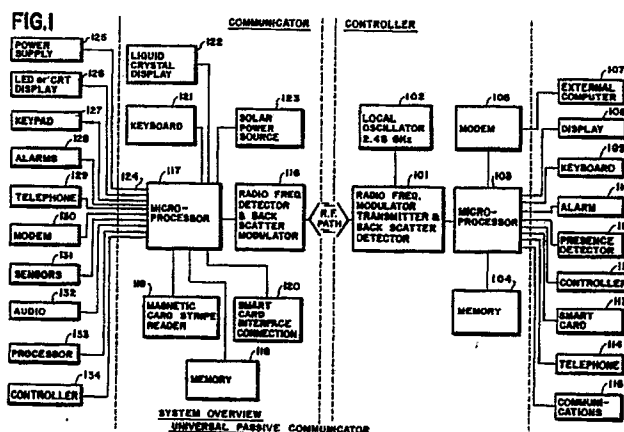 FIG.1
COMMUNICATOR
CONTROLLER
125
POWER
SUPPLY
126
LED or CRT
DISPLAY
127
KEYPAD
128
ALARMS
129
TELEPHONE
130
MODEM
131
SENSORS
132
AUDIO
133
PROCESSOR
134
CONTROLLER
122
LIQUID
CRYSTAL
DISPLAY
121
KEYBOARD
123
SOLAR
POWER
SOURCE
124
117
MICRO-
PROCESSOR
116
RADIO FREQ.
DETECTOR
& BACK
SCATTER
MODULATOR
MAGNETIC
CARD STRIPE
READER
120
SMART
CARD
INTERFACE
CONNECTION
MEMORY
R.F.
PATH
102
LOCAL
OSCILLATOR
2.45 GHz
101
RADIO FREQ.
MODULATOR
TRANSMITTER &
BACK SCATTER
DETECTOR
MODEM
103
MICRO-
PROCESSOR
104
MEMORY
107
EXTERNAL
COMPUTER
108
DISPLAY
109
KEYBOARD
ALARM
PRESENCE
DETECTOR
CONTROLLER
SMART
CARD
114
TELEPHONE
COMMUNI-
CATIONS
SYSTEM OVERVIEW
UNIVERSAL PASSIVE COMMUNICATOR